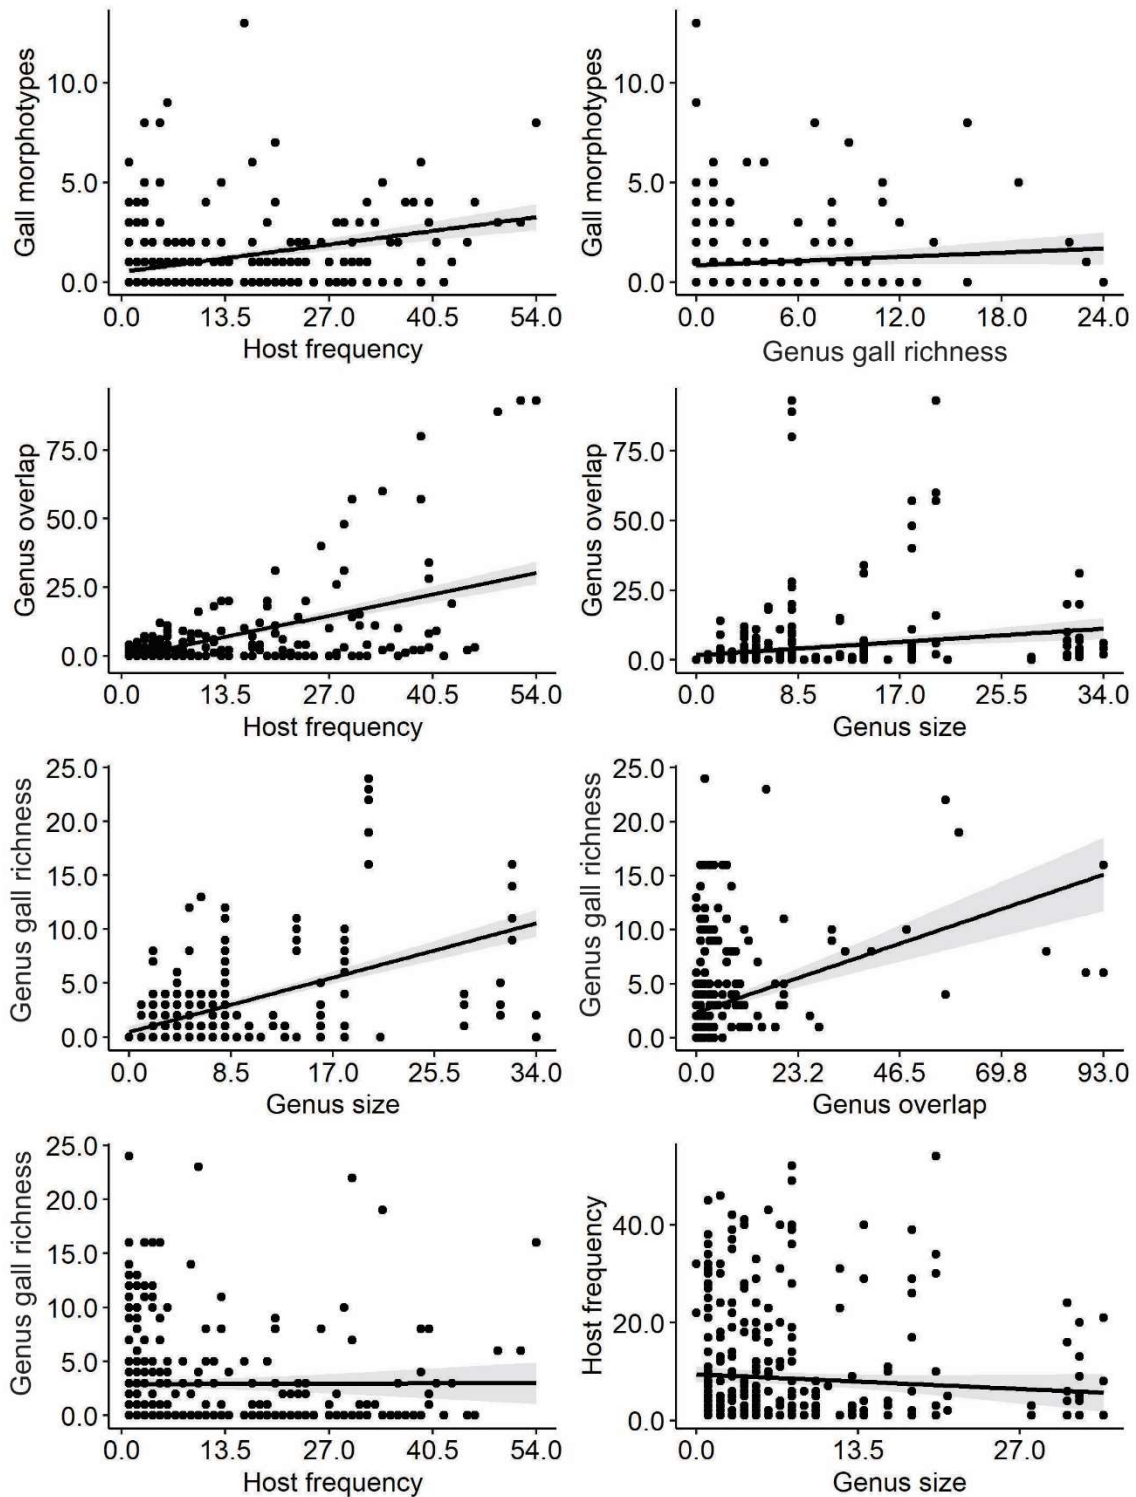 Gall morphotypes
10.0
5.0
0.0
0.0 13.5 27.0 40.5 54.0
Host frequency
Gall morphotypes
10.0
5.0
0.0
0.0 6.0 12.0 18.0 24.0
Genus gall richness
Genus overlap
75.0
50.0
25.0
0.0
0.0 13.5 27.0 40.5 54.0
Host frequency
Genus overlap
75.0
50.0
25.0
0.0
0.0 8.5 17.0 25.5 34.0
Genus size
Genus gall richness
25.0
20.0
15.0
10.0
5.0
0.0
0.0 8.5 17.0 25.5 34.0
Genus size
Genus gall richness
25.0
20.0
15.0
10.0
5.0
0.0
0.0 23.2 46.5 69.8 93.0
Genus overlap
Genus gall richness
25.0
20.0
15.0
10.0
5.0
0.0
0.0 13.5 27.0 40.5 54.0
Host frequency
Host frequency
40.0
20.0
0.0
0.0 13.5 27.0
Genus size